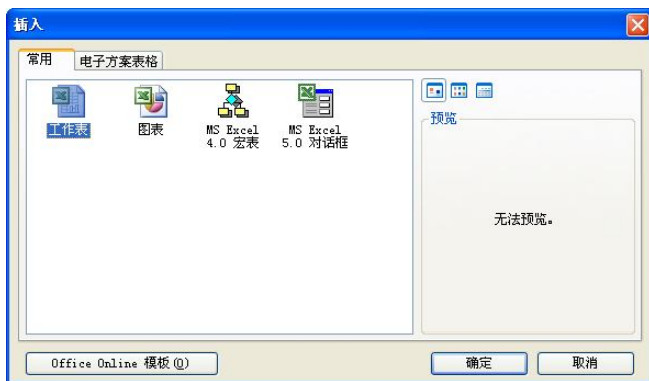 插入
常用
电子方案表格
工作表
图表
MS Excel
4.0 宏表
MS Excel
5.0 对话框
预览
无法预览。
Office Online 模板(O)
确定
取消